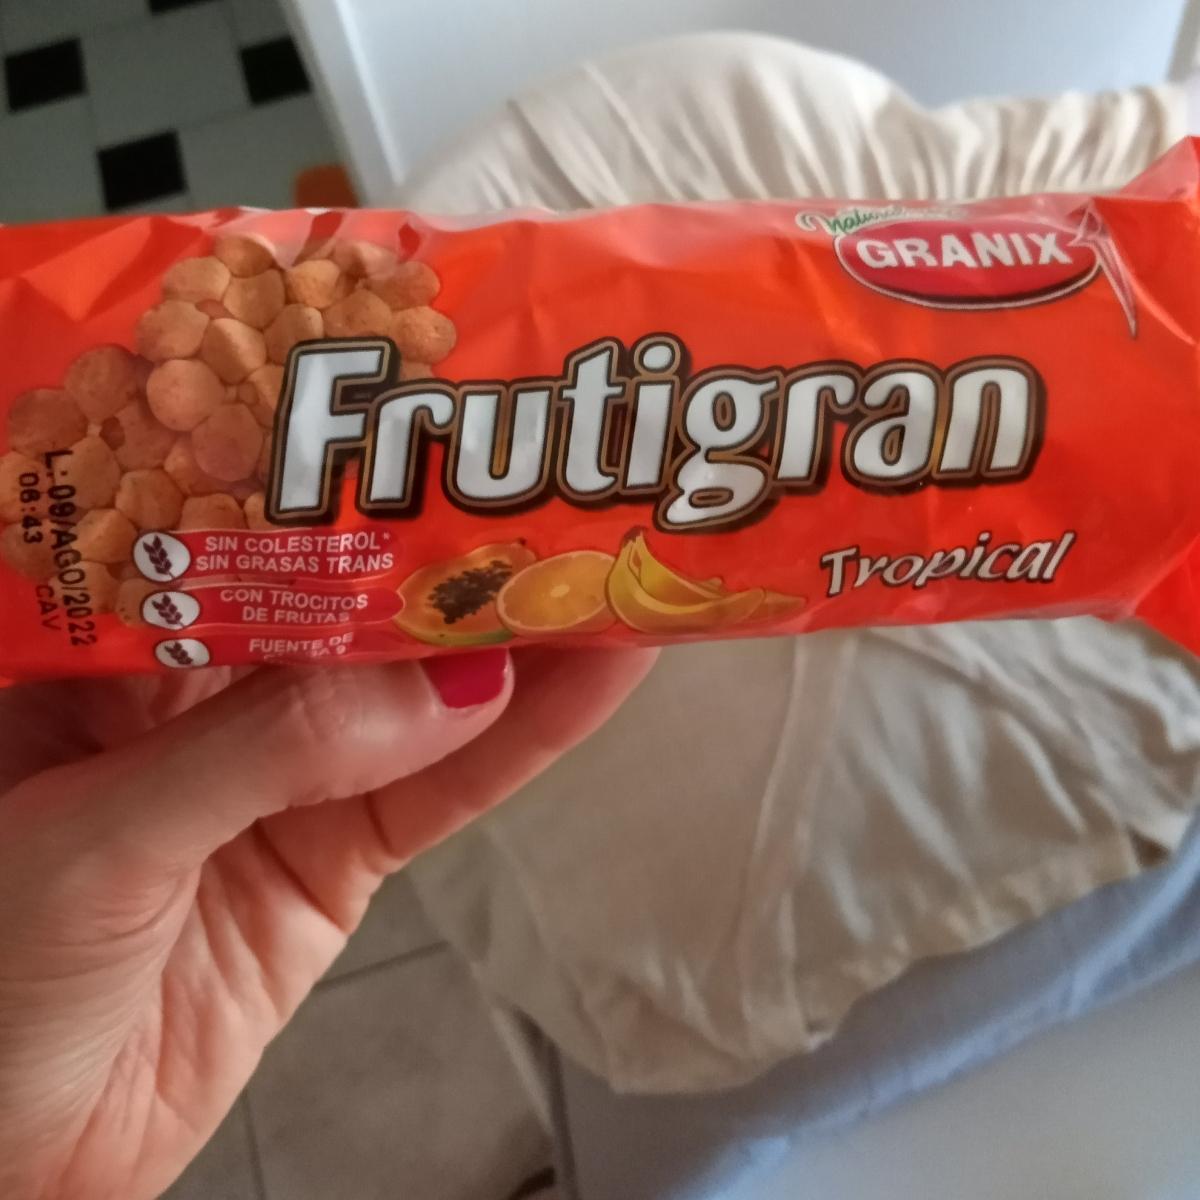 Natural
GRANIX
Frutigran
Tropical
SIN COLESTEROL*
SIN GRASAS TRANS
CON TROCITOS
DE FRUTAS
FUENTE DE
L:09/AGO/2022
06:43 CAV